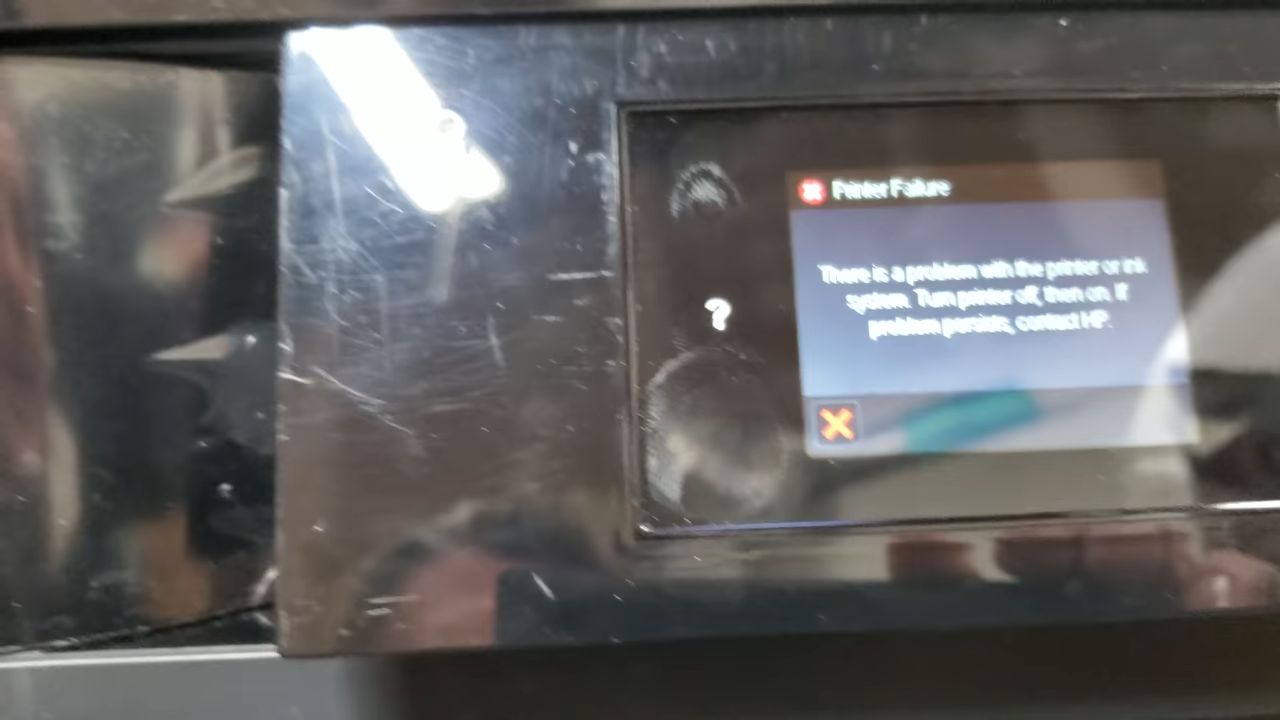 Printer Failure
There is a problem with the printer or ink
system. Turn printer off, then on. If
problem persists, contact HP.
?